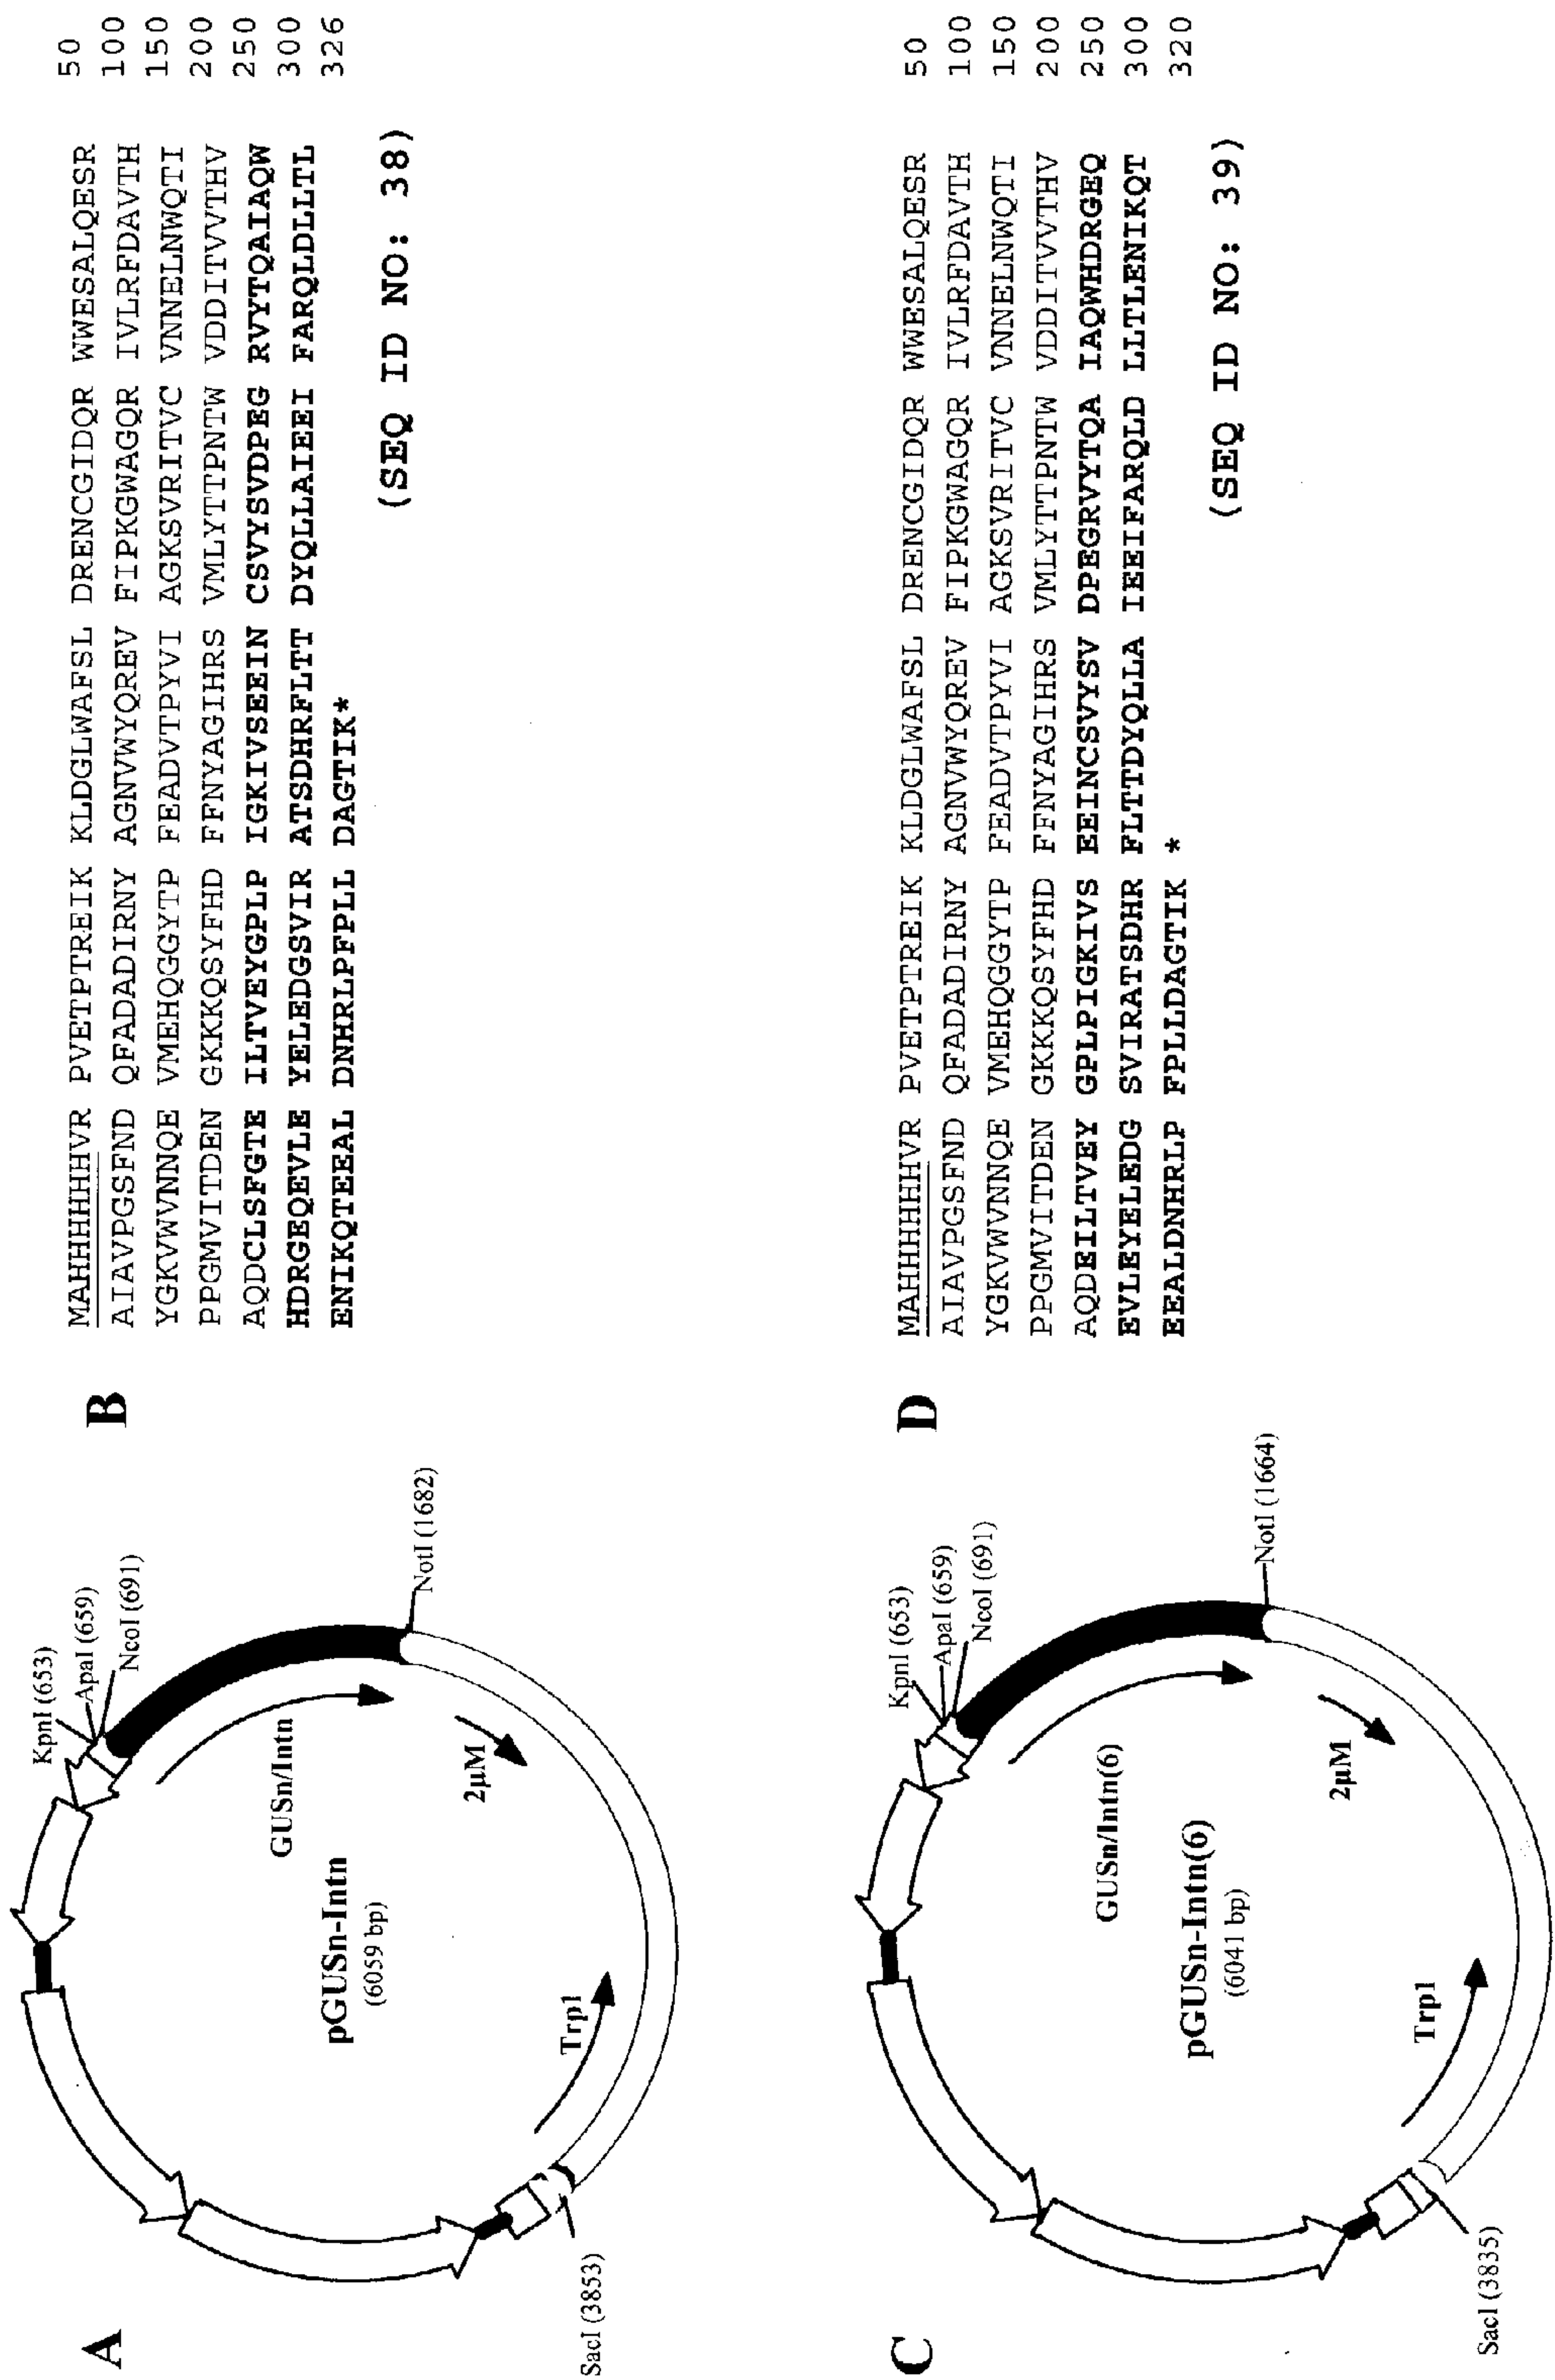 A
KpnI (653)
ApaI (659)
NcoI (691)
GUSn/Intn
NotI (1682)
pGUSn-Intn
(6059 bp)
2µM
Trp1
SacI (3853)
B
MAHHHHHHVR PVETPTREIK KLDGLWAFSL DRENCGIDQR WWESALQESR 50
AIAVPGSFND QFADADIRNY AGNVWYQREV FIPKGWAGQR IVLRFDAVTH 100
YGKVWVNNQE VMEHQGGYTP FEADVTPYVI AGKSVRITVC VNNELNWQTI 150
PPGMVITDEN GKKKQSYFHD FFNYAGIHRS VMLYTTPNTW VDDITVVTHV 200
AQDCLSFGTE ILTVEYGPLP IGKIVSEEIN CSVYSVDPEG RVYTQAIAQW 250
HDRGEQEVLE YELEDGSVIR ATSDHRFLTT DYQLLAIEEI FARQLDLLTL 300
ENIKQTEEAL DNHRLPFPLL DAGTIK* 326
(SEQ ID NO: 38)
C
KpnI (653)
ApaI (659)
NcoI (691)
GUSn/Intn(6)
NotI (1664)
pGUSn-Intn(6)
(6041 bp)
2µM
Trp1
SacI (3835)
D
MAHHHHHHVR PVETPTREIK KLDGLWAFSL DRENCGIDQR WWESALQESR 50
AIAVPGSFND QFADADIRNY AGNVWYQREV FIPKGWAGQR IVLRFDAVTH 100
YGKVWVNNQE VMEHQGGYTP FEADVTPYVI AGKSVRITVC VNNELNWQTI 150
PPGMVITDEN GKKKQSYFHD FFNYAGIHRS VMLYTTPNTW VDDITVVTHV 200
AQDEILTVEY GPLPIGKIVS EEINCSVYSV DPEGRVYTQA IAQWHDRGEQ 250
EVLEYELEDG SVIRATSDHR FLTTDYQLLA IEEIFARQLD LLTLENIKQT 300
EEALDNHRLP FPLLDAGTIK * 320
(SEQ ID NO: 39)